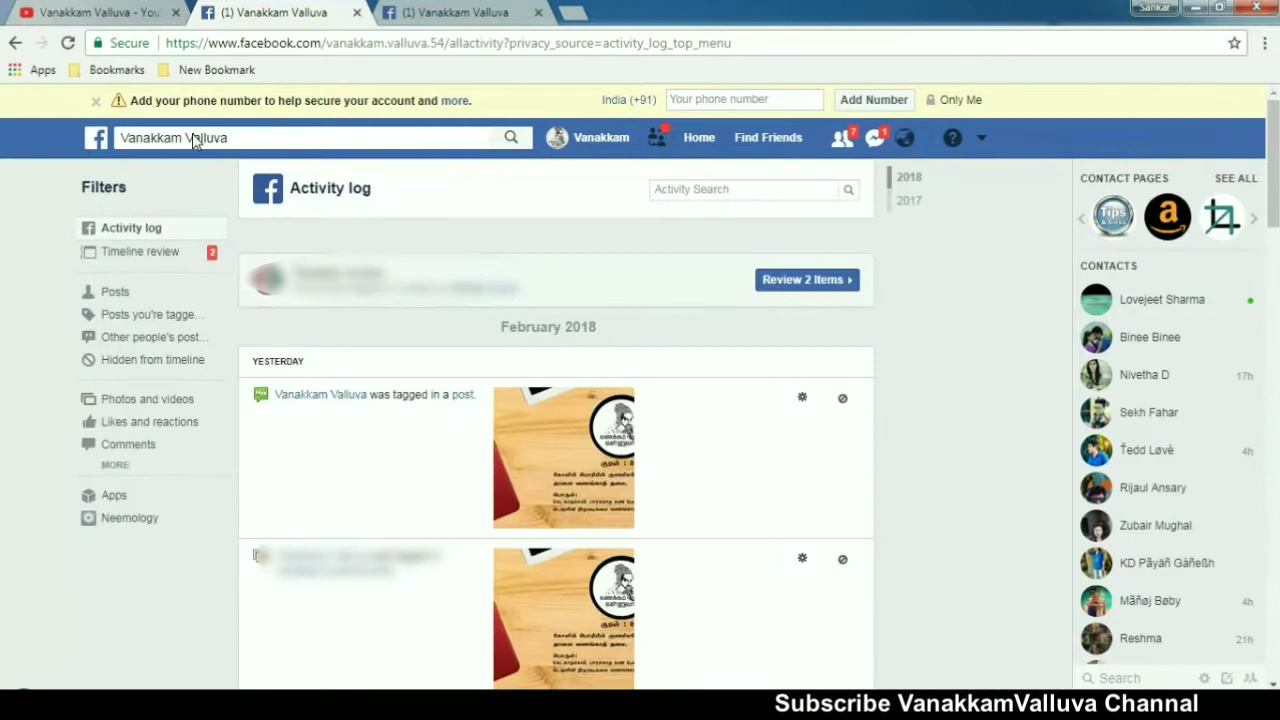 Vanakkam Valluva - You
(1) Vanakkam Valluva
(1) Vanakkam Valluva
Sankar
Secure
https://www.facebook.com/vanakkam.valluva.54/allactivity?privacy_source=activity_log_top_menu
Apps
Bookmarks
New Bookmark
Add your phone number to help secure your account and more.
India (+91)
Your phone number
Add Number
Only Me
Vanakkam Valluva
Vanakkam
Home
Find Friends
7
1
Filters
Activity log
Timeline review
2
Posts
Posts you're tagge...
Other people's post...
Hidden from timeline
Photos and videos
Likes and reactions
Comments
MORE
Apps
Neemology
Activity log
Activity Search
Review 2 Items
February 2018
YESTERDAY
Vanakkam Valluva was tagged in a post.
2018
2017
CONTACT PAGES
SEE ALL
Tips
CONTACTS
Lovejeet Sharma
Binee Binee
Nivetha D
17h
Sekh Fahar
Ťedd Løvè
4h
Rijaul Ansary
Zubair Mughal
KD Pãyãñ Gáñeßh
Mãñøj Bøby
4h
Reshma
21h
Search
Subscribe VanakkamValluva Channal